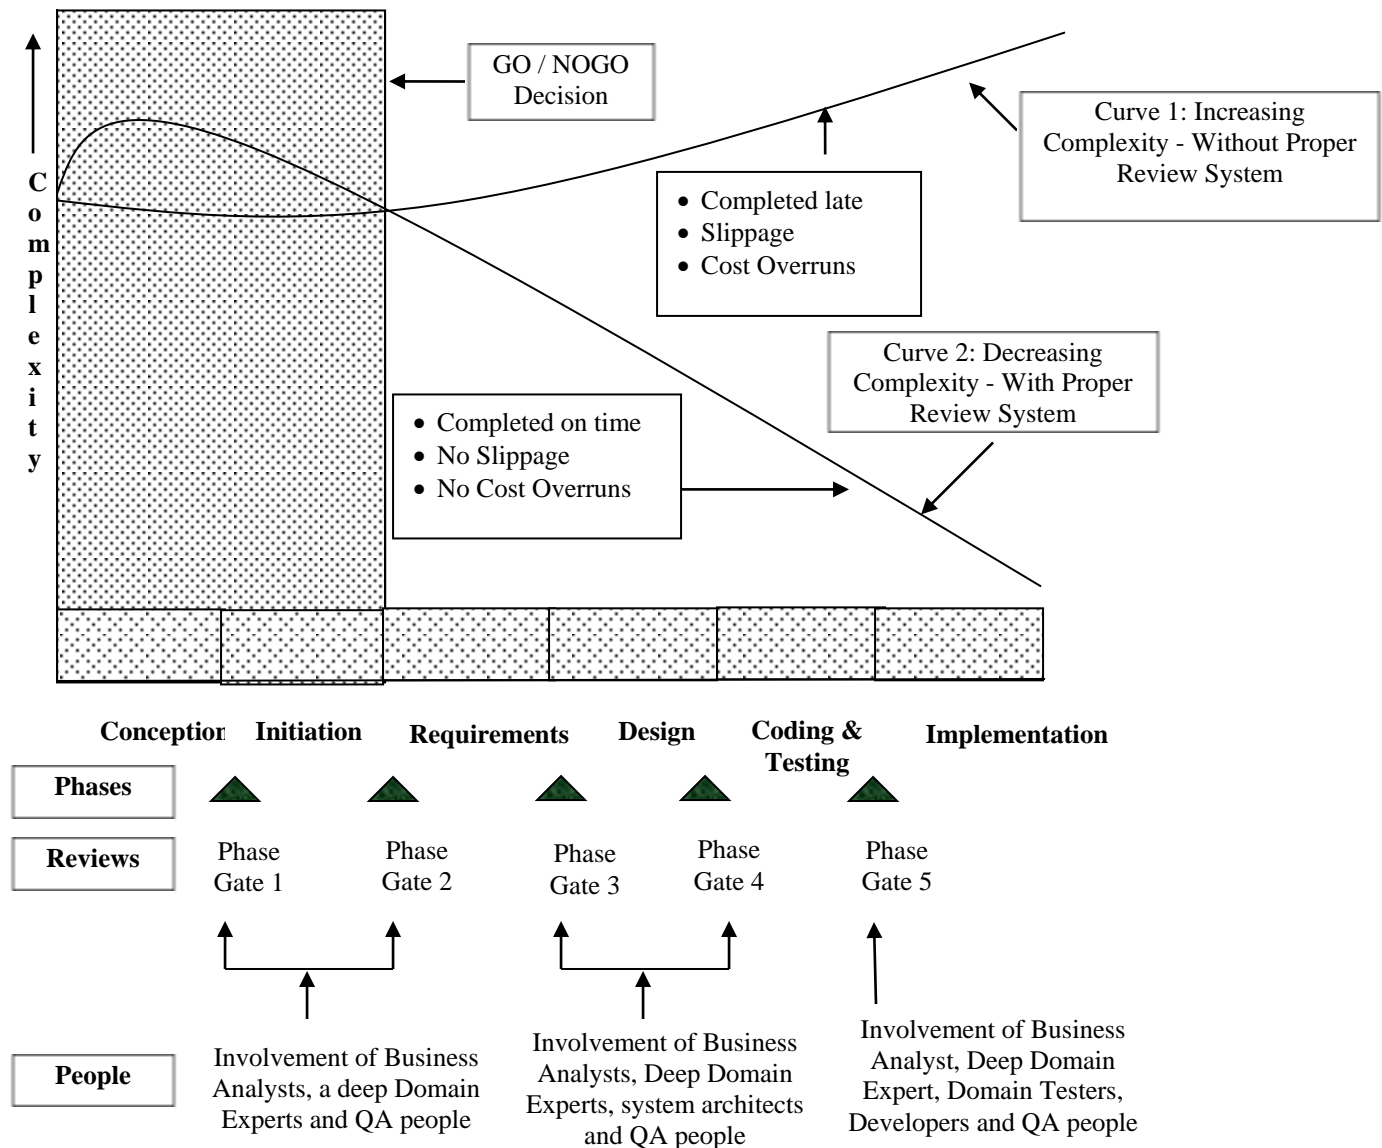 GO / NOGO
Decision
Curve 1: Increasing
Complexity - Without Proper
Review System
Complexity
• Completed late
• Slippage
• Cost Overruns
Curve 2: Decreasing
Complexity - With Proper
Review System
• Completed on time
• No Slippage
• No Cost Overruns
Conception Initiation Requirements Design Coding & Implementation
Testing
Phases
Reviews
Phase
Gate 1
Phase
Gate 2
Phase
Gate 3
Phase
Gate 4
Phase
Gate 5
People
Involvement of Business
Analysts, a deep Domain
Experts and QA people
Involvement of Business
Analysts, Deep Domain
Experts, system architects
and QA people
Involvement of Business
Analyst, Deep Domain
Expert, Domain Testers,
Developers and QA people